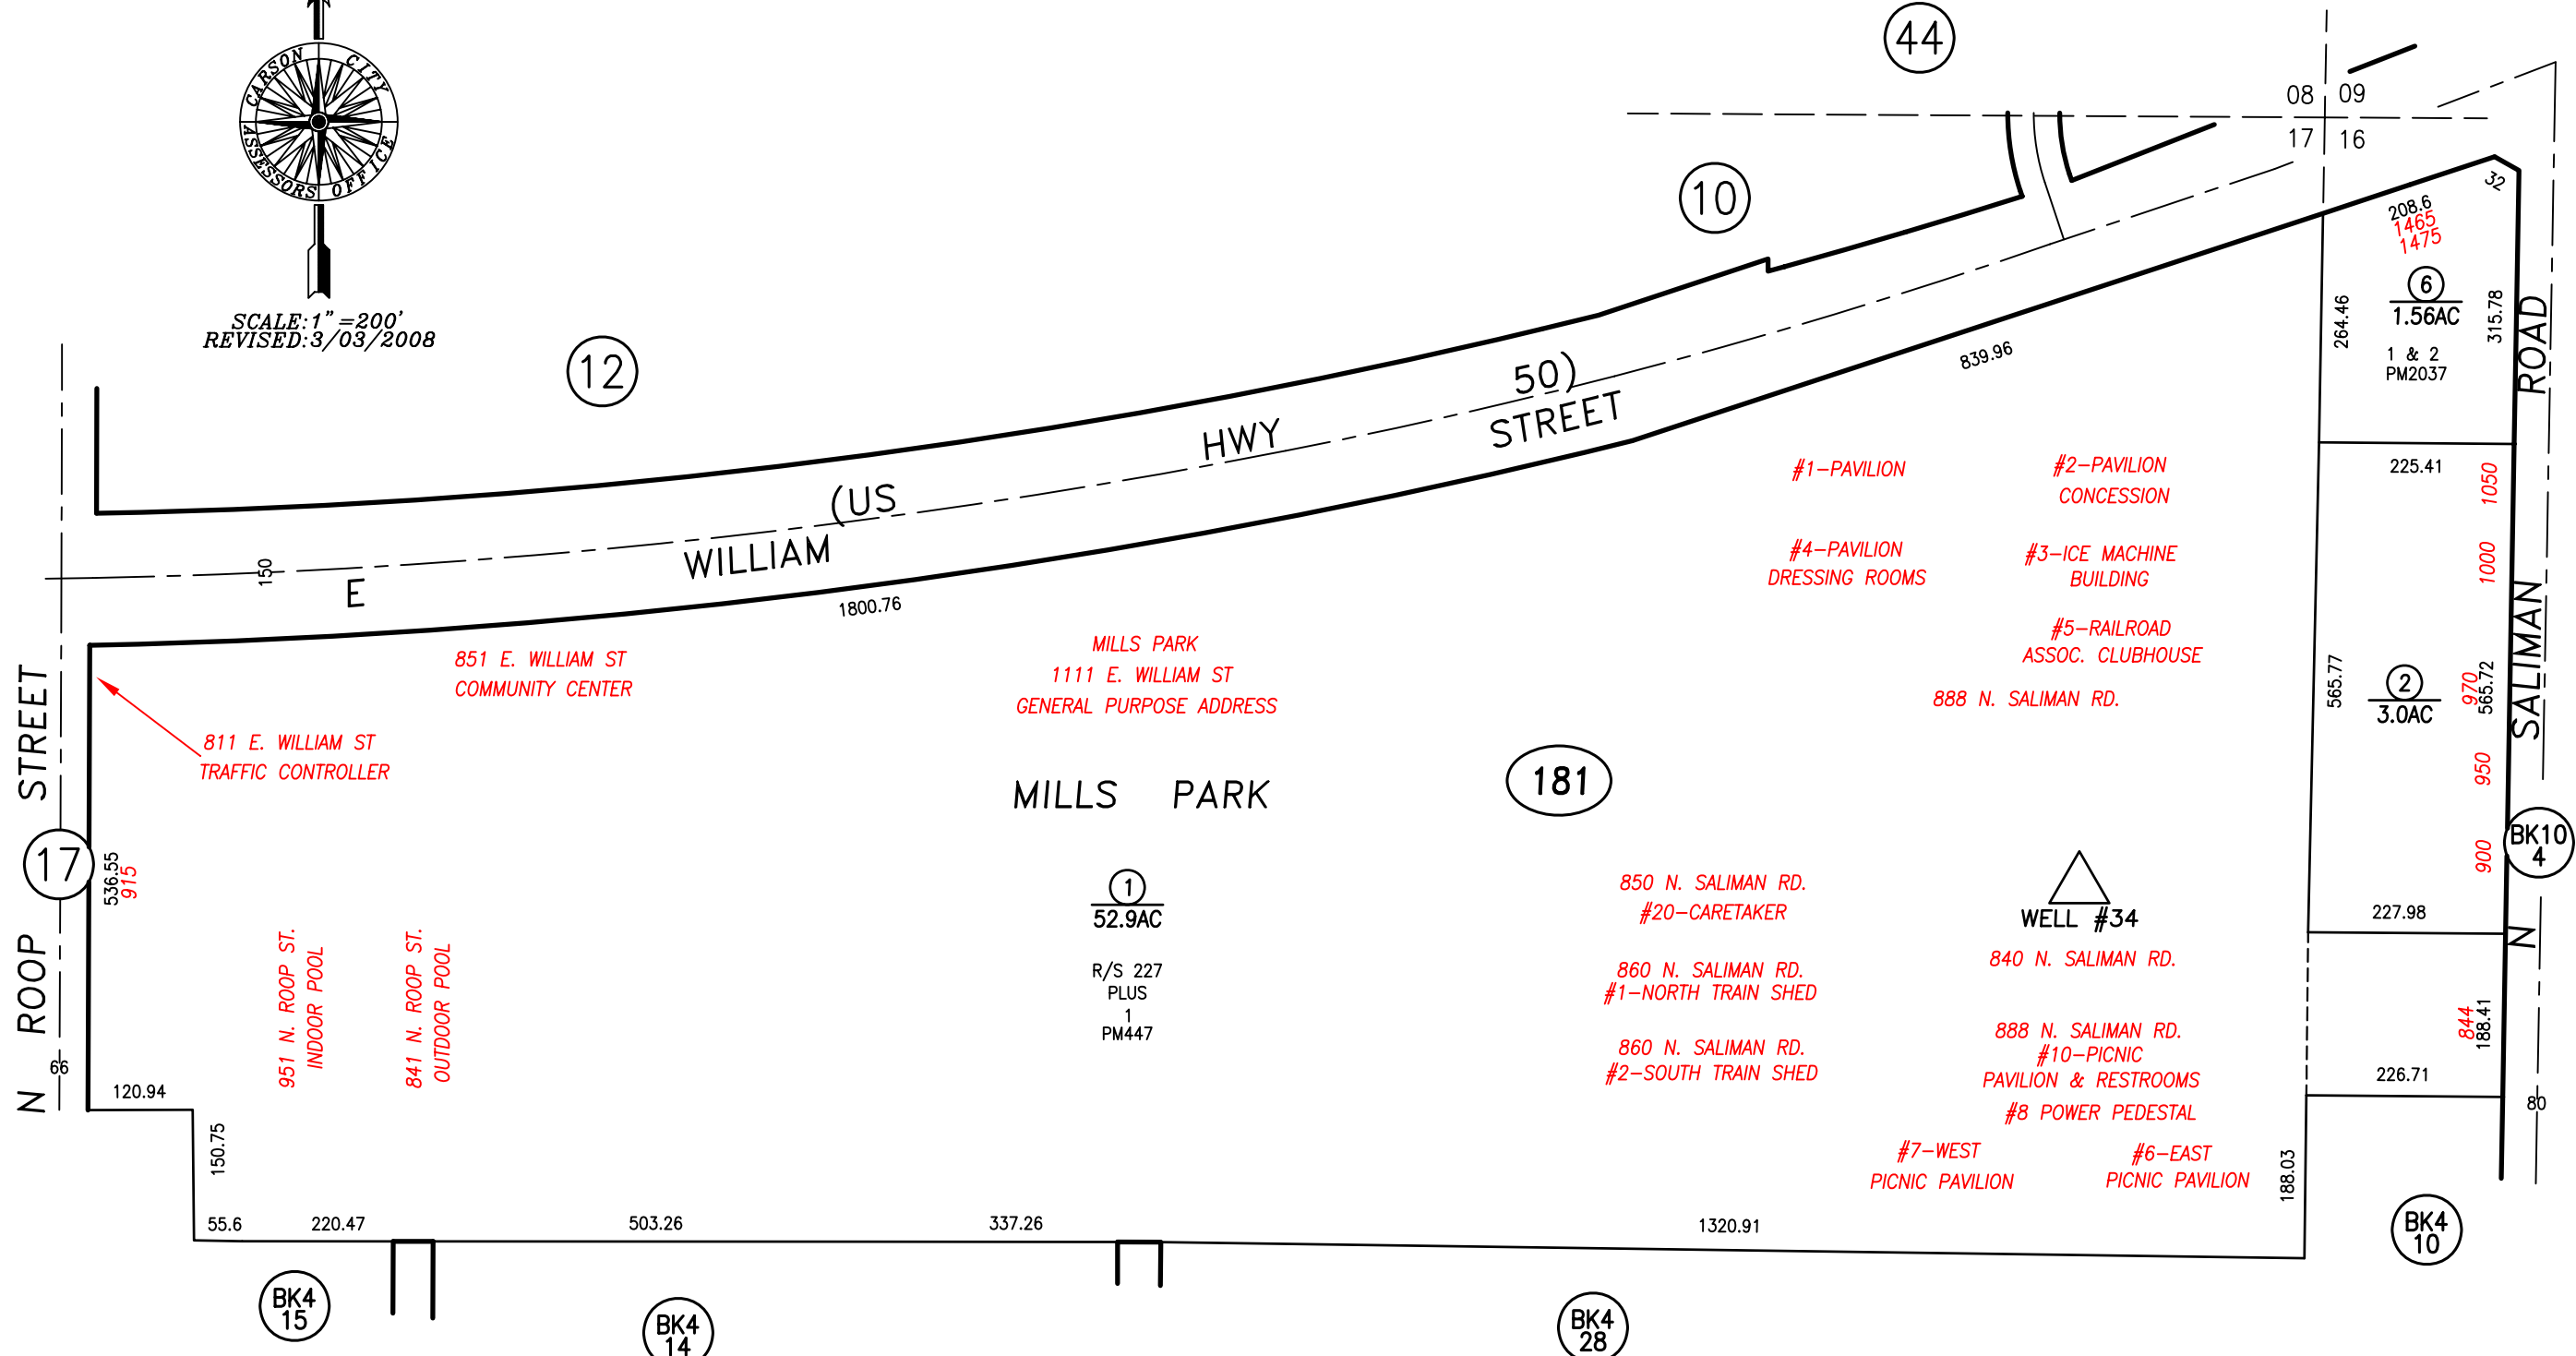 CARSON CITY
ASSESSORS OFFICE
SCALE:1"=200'
REVISED:3/03/2008
44
10
12
08 09
17 16
32
208.6
1465
1475
6
1.56AC
1 & 2
PM2037
264.46
315.78
839.96
225.41
E WILLIAM STREET
(US HWY 50)
150
1800.76
N ROOP STREET
N SALIMAN ROAD
#1-PAVILION
#2-PAVILION
CONCESSION
#4-PAVILION
DRESSING ROOMS
#3-ICE MACHINE
BUILDING
#5-RAILROAD
ASSOC. CLUBHOUSE
888 N. SALIMAN RD.
851 E. WILLIAM ST
COMMUNITY CENTER
MILLS PARK
1111 E. WILLIAM ST
GENERAL PURPOSE ADDRESS
811 E. WILLIAM ST
TRAFFIC CONTROLLER
MILLS PARK
181
1050
1000
970
950
900
565.77
565.72
2
3.0AC
17
536.55
915
1
52.9AC
R/S 227
PLUS
1
PM447
951 N. ROOP ST.
INDOOR POOL
841 N. ROOP ST.
OUTDOOR POOL
850 N. SALIMAN RD.
#20-CARETAKER
860 N. SALIMAN RD.
#1-NORTH TRAIN SHED
860 N. SALIMAN RD.
#2-SOUTH TRAIN SHED
WELL #34
840 N. SALIMAN RD.
888 N. SALIMAN RD.
#10-PICNIC
PAVILION & RESTROOMS
#8 POWER PEDESTAL
#7-WEST
PICNIC PAVILION
#6-EAST
PICNIC PAVILION
BK10
4
227.98
844
188.41
226.71
80
66
120.94
150.75
188.03
55.6
220.47
503.26
337.26
1320.91
BK4
15
BK4
14
BK4
28
BK4
10